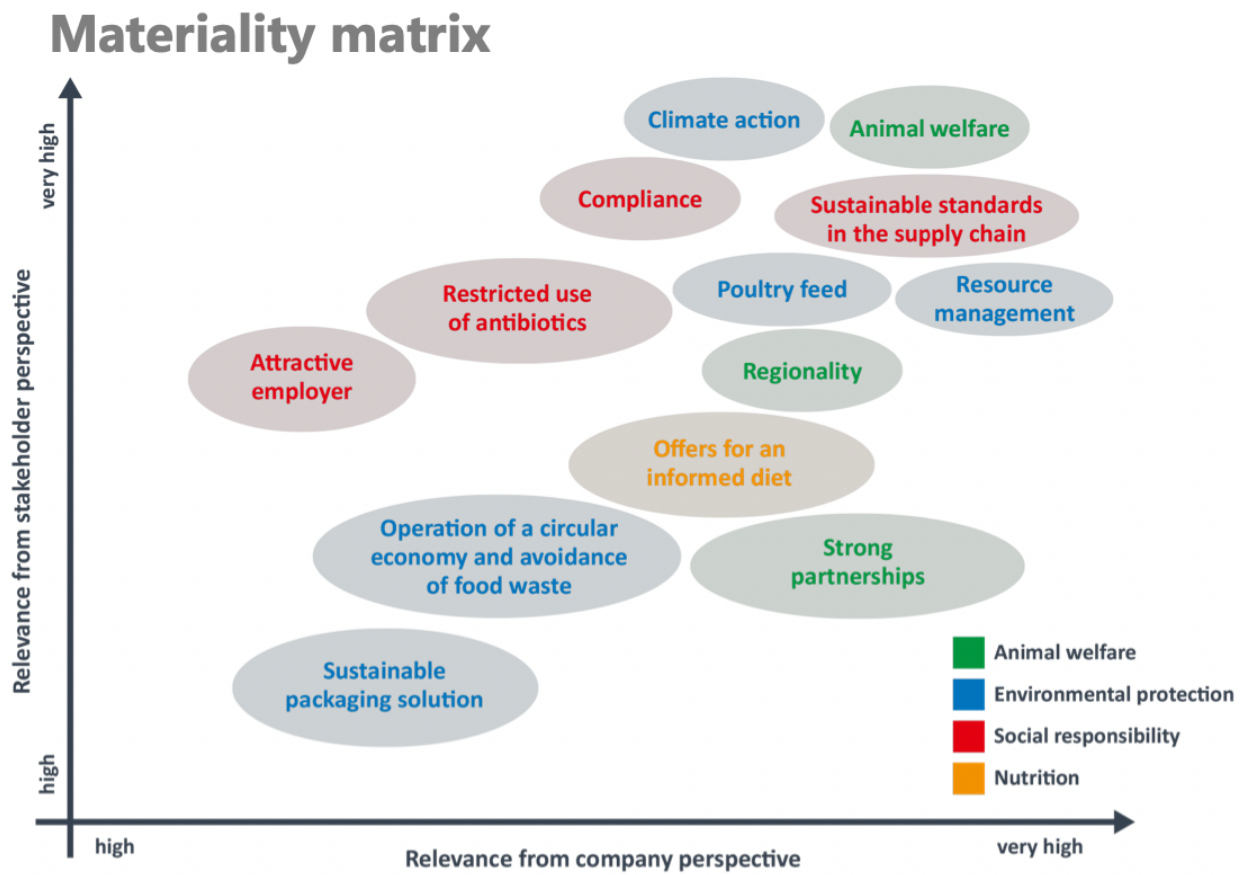 Materiality matrix
very high
Relevance from stakeholder perspective
high
Climate action
Animal welfare
Compliance
Sustainable standards
in the supply chain
Restricted use
of antibiotics
Poultry feed
Resource
management
Attractive
employer
Regionality
Offers for an
informed diet
Operation of a circular
economy and avoidance
of food waste
Strong
partnerships
Sustainable
packaging solution
Animal welfare
Environmental protection
Social responsibility
Nutrition
high
Relevance from company perspective
very high